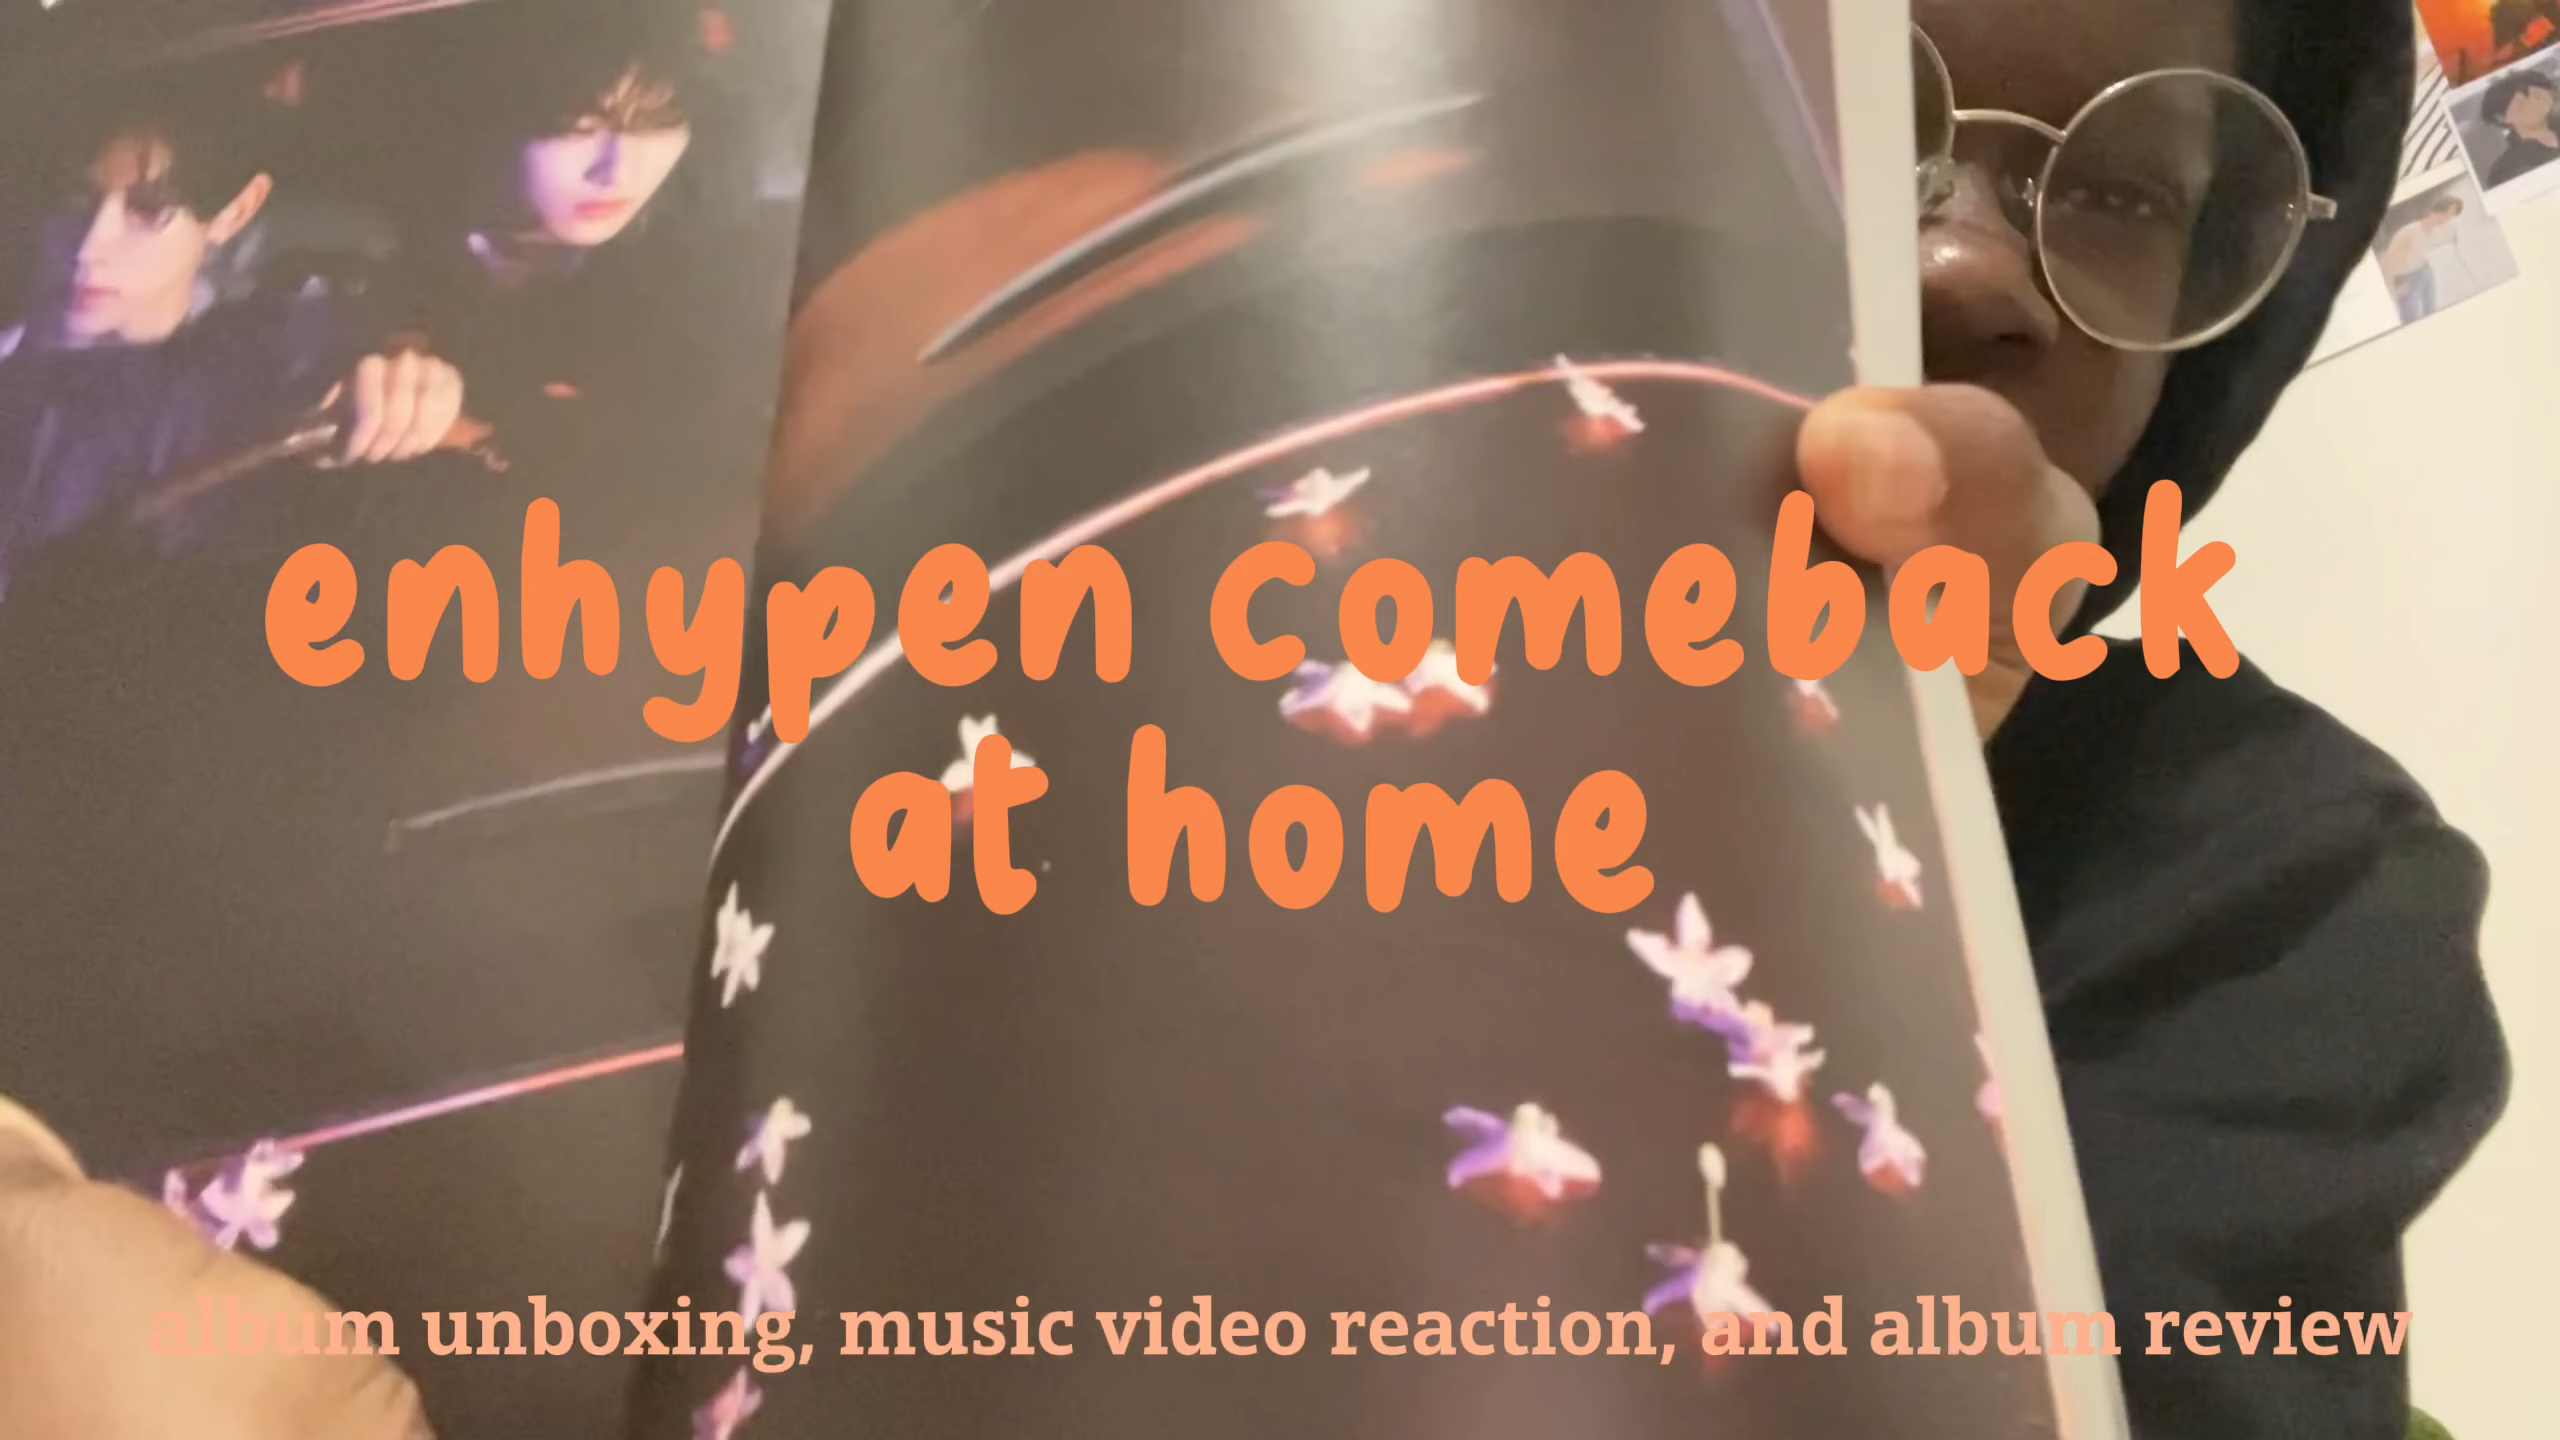 enhypen comeback
at home
album unboxing, music video reaction, and album review